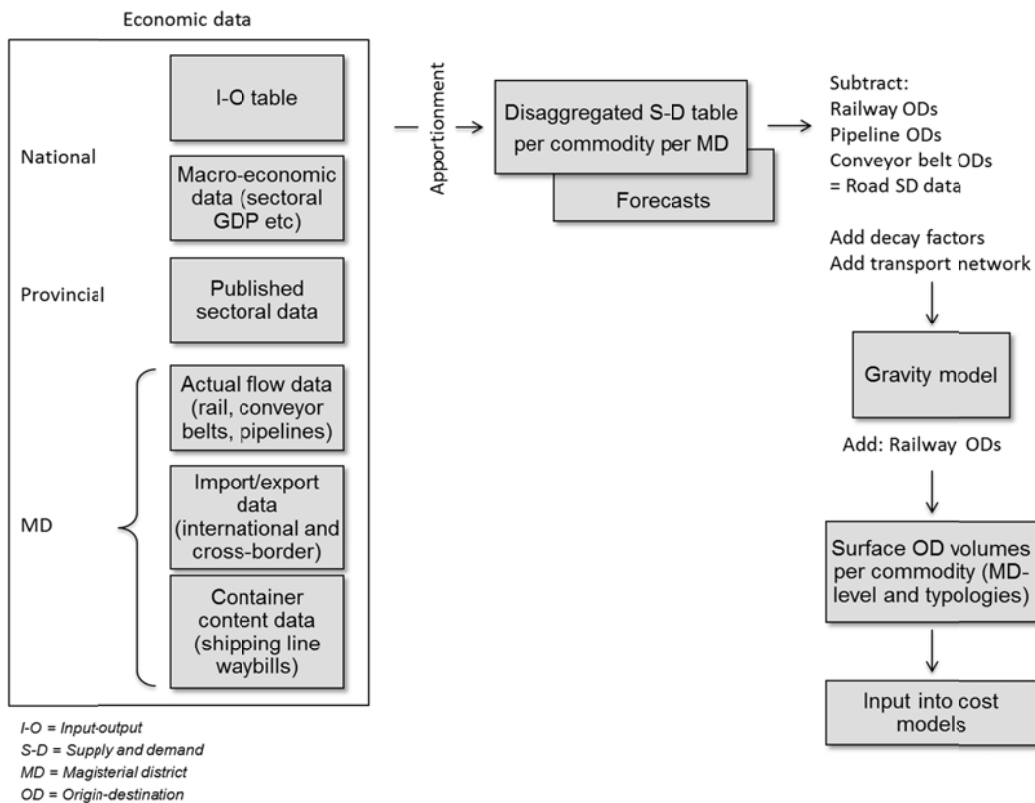 Economic data
National
I-O table
Macro-economic
data (sectoral
GDP etc)
Provincial
Published
sectoral data
MD
Actual flow data
(rail, conveyor
belts, pipelines)
Import/export
data
(international and
cross-border)
Container
content data
(shipping line
waybills)
I-O = Input-output
S-D = Supply and demand
MD = Magisterial district
OD = Origin-destination
Apportionment
Disaggregated S-D table
per commodity per MD
Forecasts
Subtract:
Railway ODs
Pipeline ODs
Conveyor belt ODs
= Road SD data
Add decay factors
Add transport network
Gravity model
Add: Railway ODs
Surface OD volumes
per commodity (MD-
level and typologies)
Input into cost
models